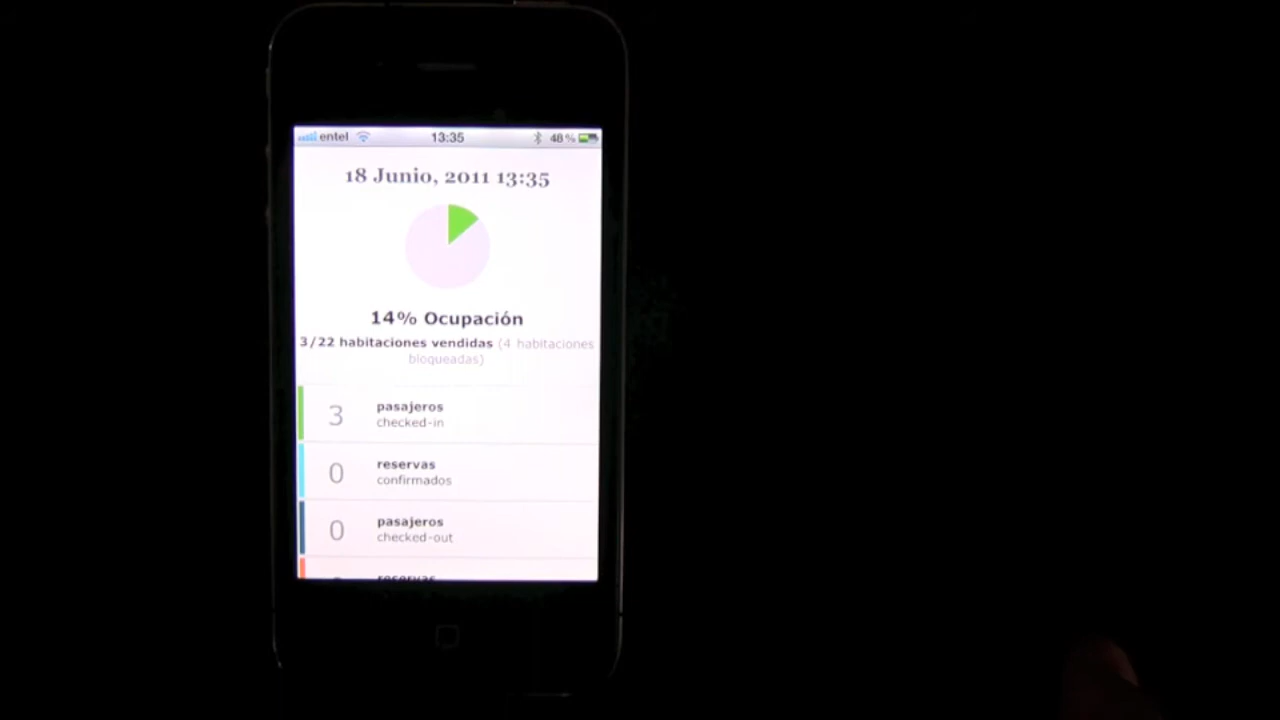 entel 13:35 48%
18 Junio, 2011 13:35
14% Ocupación
3/22 habitaciones vendidas (4 habitaciones
bloqueadas)
3 pasajeros
checked-in
0 reservas
confirmados
0 pasajeros
checked-out
reservas